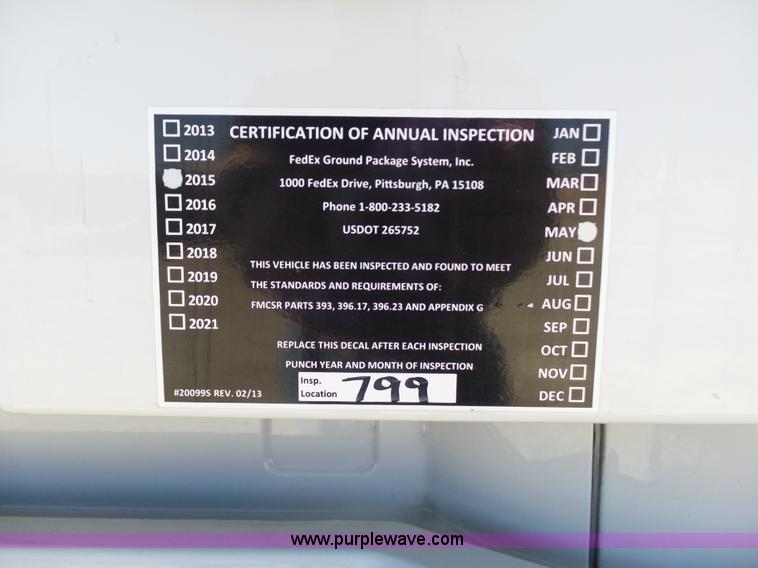 2013
2014
2015
2016
2017
2018
2019
2020
2021
CERTIFICATION OF ANNUAL INSPECTION
FedEx Ground Package System, Inc.
1000 FedEx Drive, Pittsburgh, PA 15108
Phone 1-800-233-5182
USDOT 265752
THIS VEHICLE HAS BEEN INSPECTED AND FOUND TO MEET
THE STANDARDS AND REQUIREMENTS OF:
FMCSR PARTS 393, 396.17, 396.23 AND APPENDIX G
REPLACE THIS DECAL AFTER EACH INSPECTION
PUNCH YEAR AND MONTH OF INSPECTION
Insp.
Location 799
#20099S REV. 02/13
JAN
FEB
MAR
APR
MAY
JUN
JUL
AUG
SEP
OCT
NOV
DEC
www.purplewave.com